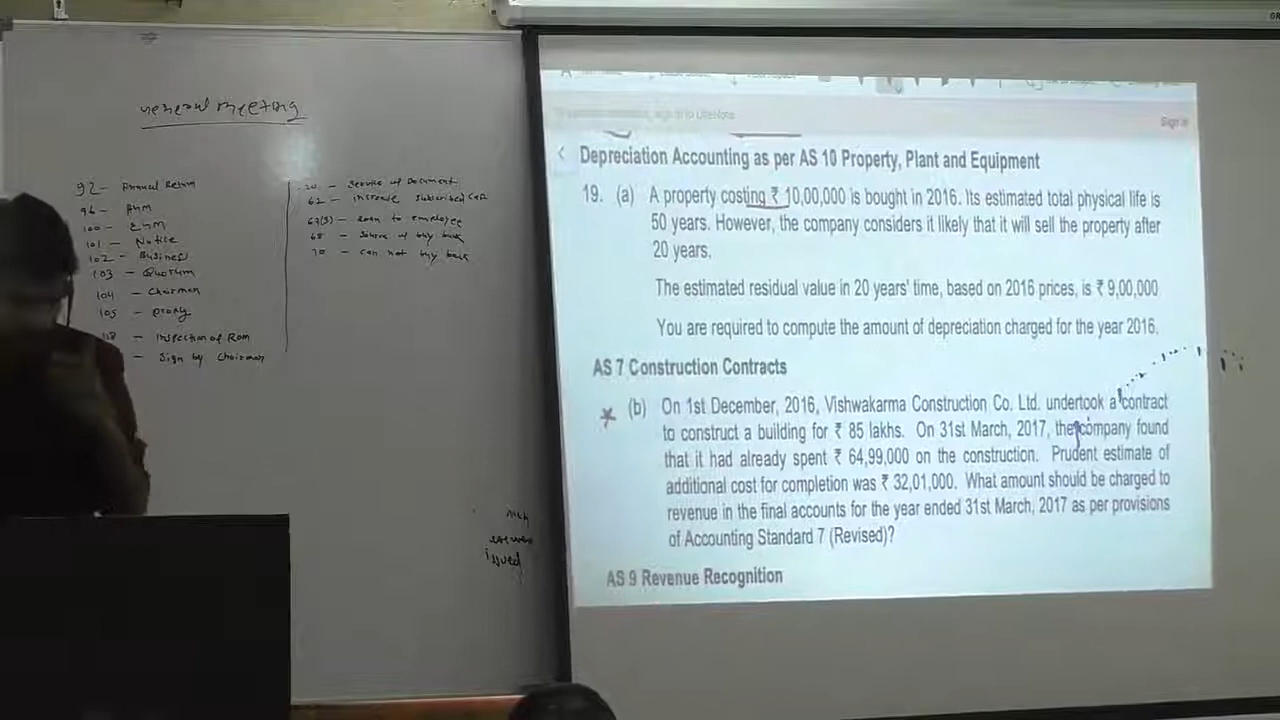 General Meeting
92 - Annual Return
96 - AGM
100 - EGM
101 - Notice
102 - Business
103 - Quorum
104 - Chairman
105 - Proxy
- Inspection of Rom
- Sign by Chairman
20 - Service of Document
62 - increase subscribed cap
67(3) - loan to employee
68 - of buy back
70 - can not buy back
issued
Sign in
Depreciation Accounting as per AS 10 Property, Plant and Equipment
19. (a) A property costing ₹ 10,00,000 is bought in 2016. Its estimated total physical life is
50 years. However, the company considers it likely that it will sell the property after
20 years.
The estimated residual value in 20 years' time, based on 2016 prices, is ₹ 9,00,000
You are required to compute the amount of depreciation charged for the year 2016.
AS 7 Construction Contracts
(b) On 1st December, 2016, Vishwakarma Construction Co. Ltd. undertook a contract
to construct a building for ₹ 85 lakhs. On 31st March, 2017, the company found
that it had already spent ₹ 64,99,000 on the construction. Prudent estimate of
additional cost for completion was ₹ 32,01,000. What amount should be charged to
revenue in the final accounts for the year ended 31st March, 2017 as per provisions
of Accounting Standard 7 (Revised)?
AS 9 Revenue Recognition